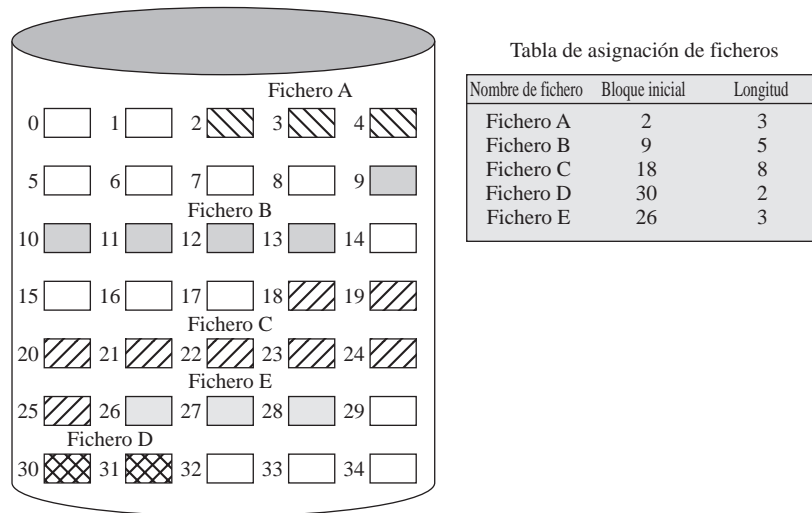 Fichero A
0 1 2 3 4
5 6 7 8 9
Fichero B
10 11 12 13 14
15 16 17 18 19
Fichero C
20 21 22 23 24
Fichero E
25 26 27 28 29
Fichero D
30 31 32 33 34
Tabla de asignación de ficheros
Nombre de fichero Bloque inicial Longitud
Fichero A 2 3
Fichero B 9 5
Fichero C 18 8
Fichero D 30 2
Fichero E 26 3